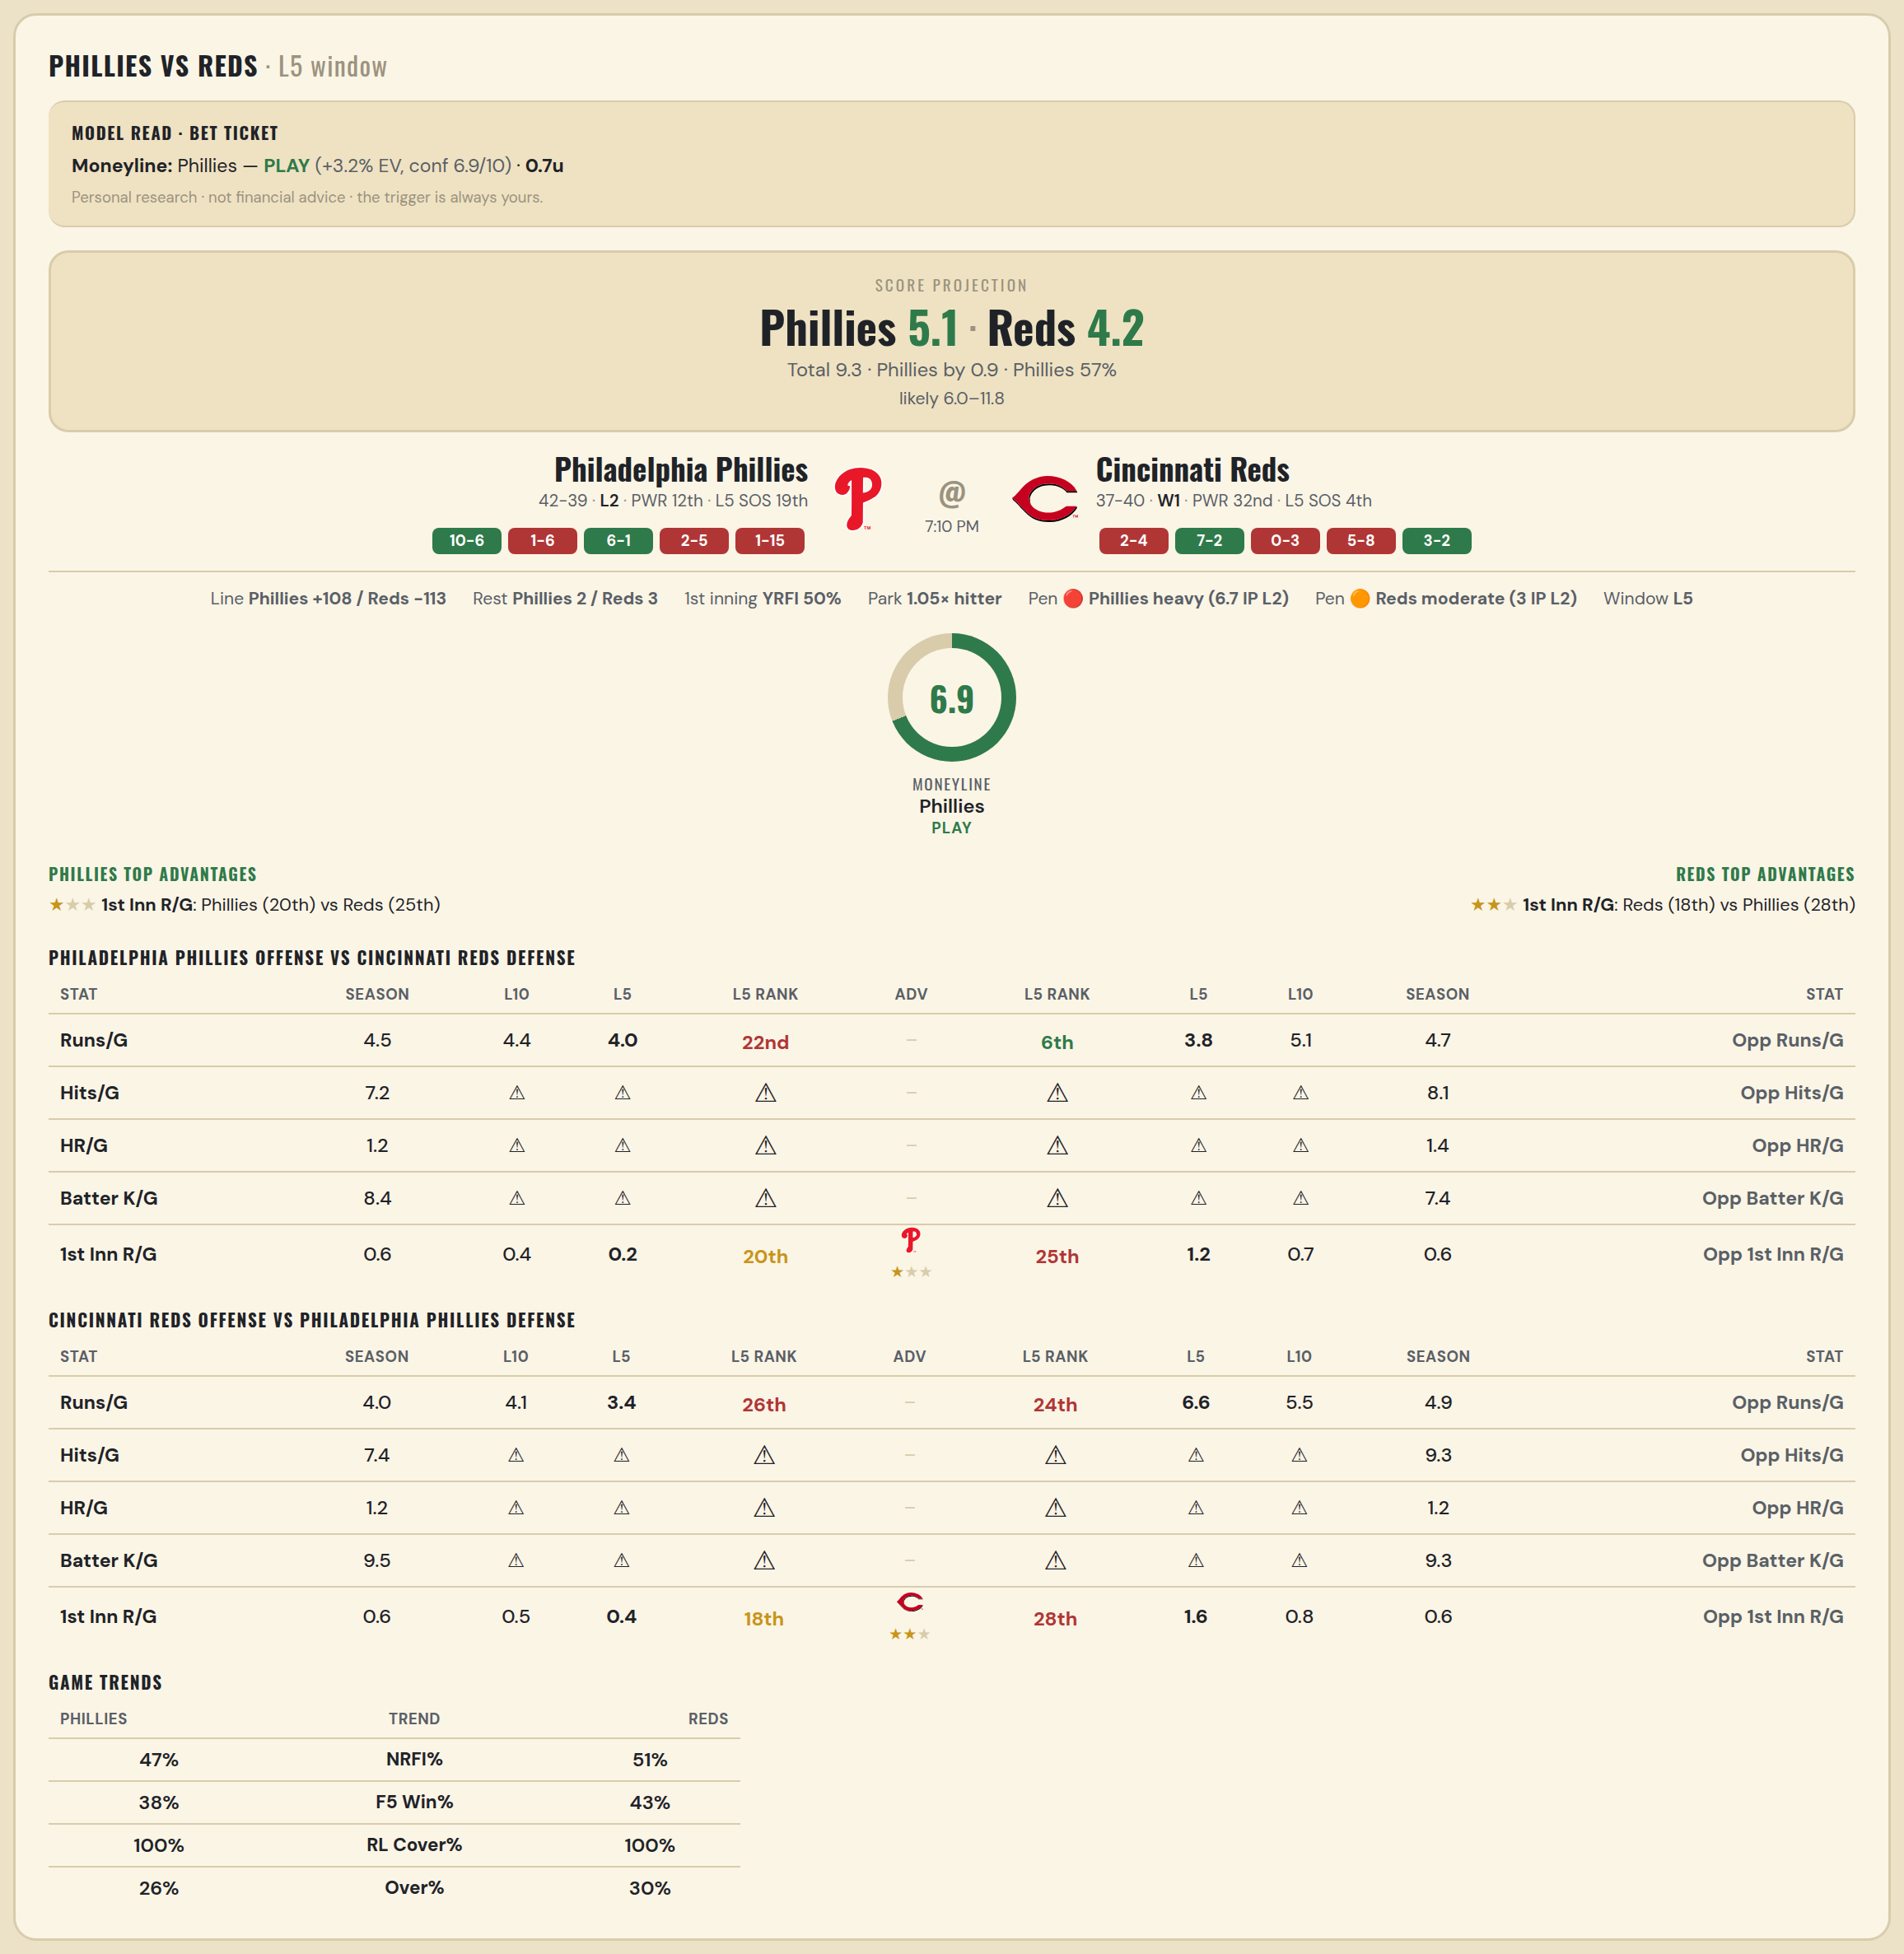 PHILLIES VS REDS · L5 window
MODEL READ · BET TICKET
Moneyline: Phillies — PLAY (+3.2% EV, conf 6.9/10) · 0.7u
Personal research · not financial advice · the trigger is always yours.
SCORE PROJECTION
Phillies 5.1 · Reds 4.2
Total 9.3 · Phillies by 0.9 · Phillies 57%
likely 6.0–11.8
Philadelphia Phillies
42-39 · L2 · PWR 12th · L5 SOS 19th
10-6 1-6 6-1 2-5 1-15
@
7:10 PM
Cincinnati Reds
37-40 · W1 · PWR 32nd · L5 SOS 4th
2-4 7-2 0-3 5-8 3-2
Line Phillies +108 / Reds -113 Rest Phillies 2 / Reds 3 1st inning YRFI 50% Park 1.05× hitter Pen 🔴 Phillies heavy (6.7 IP L2) Pen 🟠 Reds moderate (3 IP L2) Window L5
6.9
MONEYLINE
Phillies
PLAY
PHILLIES TOP ADVANTAGES
★★★ 1st Inn R/G: Phillies (20th) vs Reds (25th)
REDS TOP ADVANTAGES
★★★ 1st Inn R/G: Reds (18th) vs Phillies (28th)
PHILADELPHIA PHILLIES OFFENSE VS CINCINNATI REDS DEFENSE
STAT SEASON L10 L5 L5 RANK ADV L5 RANK L5 L10 SEASON STAT
Runs/G 4.5 4.4 4.0 22nd – 6th 3.8 5.1 4.7 Opp Runs/G
Hits/G 7.2 ⚠ ⚠ ⚠ – ⚠ ⚠ ⚠ 8.1 Opp Hits/G
HR/G 1.2 ⚠ ⚠ ⚠ – ⚠ ⚠ ⚠ 1.4 Opp HR/G
Batter K/G 8.4 ⚠ ⚠ ⚠ – ⚠ ⚠ ⚠ 7.4 Opp Batter K/G
1st Inn R/G 0.6 0.4 0.2 20th ★★★ 25th 1.2 0.7 0.6 Opp 1st Inn R/G
CINCINNATI REDS OFFENSE VS PHILADELPHIA PHILLIES DEFENSE
STAT SEASON L10 L5 L5 RANK ADV L5 RANK L5 L10 SEASON STAT
Runs/G 4.0 4.1 3.4 26th – 24th 6.6 5.5 4.9 Opp Runs/G
Hits/G 7.4 ⚠ ⚠ ⚠ – ⚠ ⚠ ⚠ 9.3 Opp Hits/G
HR/G 1.2 ⚠ ⚠ ⚠ – ⚠ ⚠ ⚠ 1.2 Opp HR/G
Batter K/G 9.5 ⚠ ⚠ ⚠ – ⚠ ⚠ ⚠ 9.3 Opp Batter K/G
1st Inn R/G 0.6 0.5 0.4 18th ★★★ 28th 1.6 0.8 0.6 Opp 1st Inn R/G
GAME TRENDS
PHILLIES TREND REDS
47% NRFI% 51%
38% F5 Win% 43%
100% RL Cover% 100%
26% Over% 30%